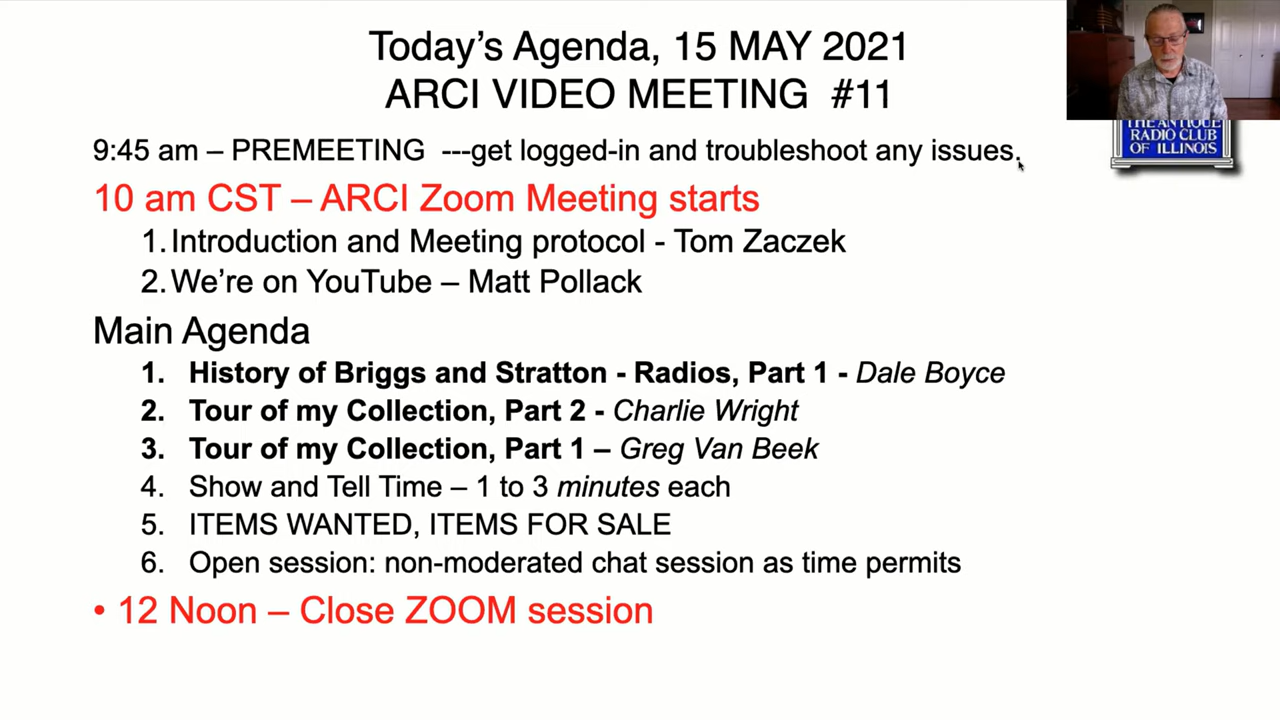 Today’s Agenda, 15 MAY 2021
ARCI VIDEO MEETING #11
THE ANTIQUE
RADIO CLUB
OF ILLINOIS
9:45 am – PREMEETING ---get logged-in and troubleshoot any issues.
10 am CST – ARCI Zoom Meeting starts
1. Introduction and Meeting protocol - Tom Zaczek
2. We’re on YouTube – Matt Pollack
Main Agenda
1. History of Briggs and Stratton - Radios, Part 1 - Dale Boyce
2. Tour of my Collection, Part 2 - Charlie Wright
3. Tour of my Collection, Part 1 – Greg Van Beek
4. Show and Tell Time – 1 to 3 minutes each
5. ITEMS WANTED, ITEMS FOR SALE
6. Open session: non-moderated chat session as time permits
• 12 Noon – Close ZOOM session